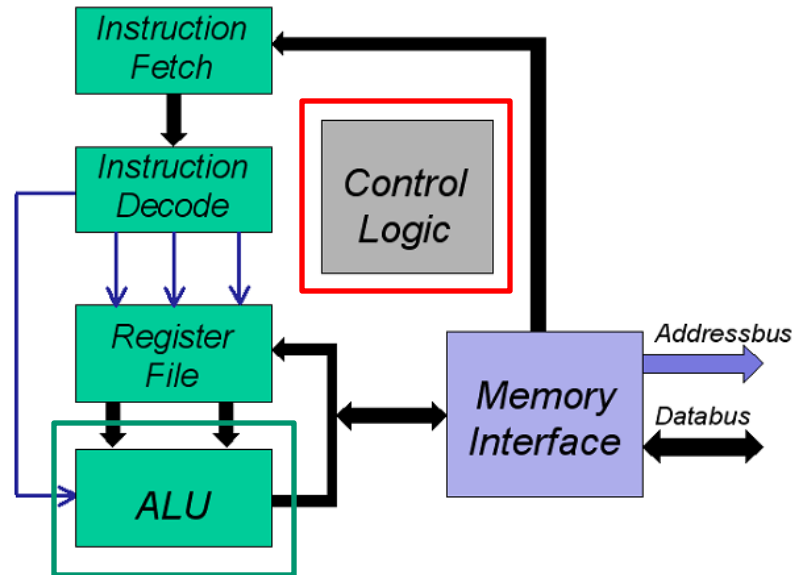 Instruction
Fetch
Instruction
Decode
Control
Logic
Register
File
Addressbus
Memory
Interface
Databus
ALU